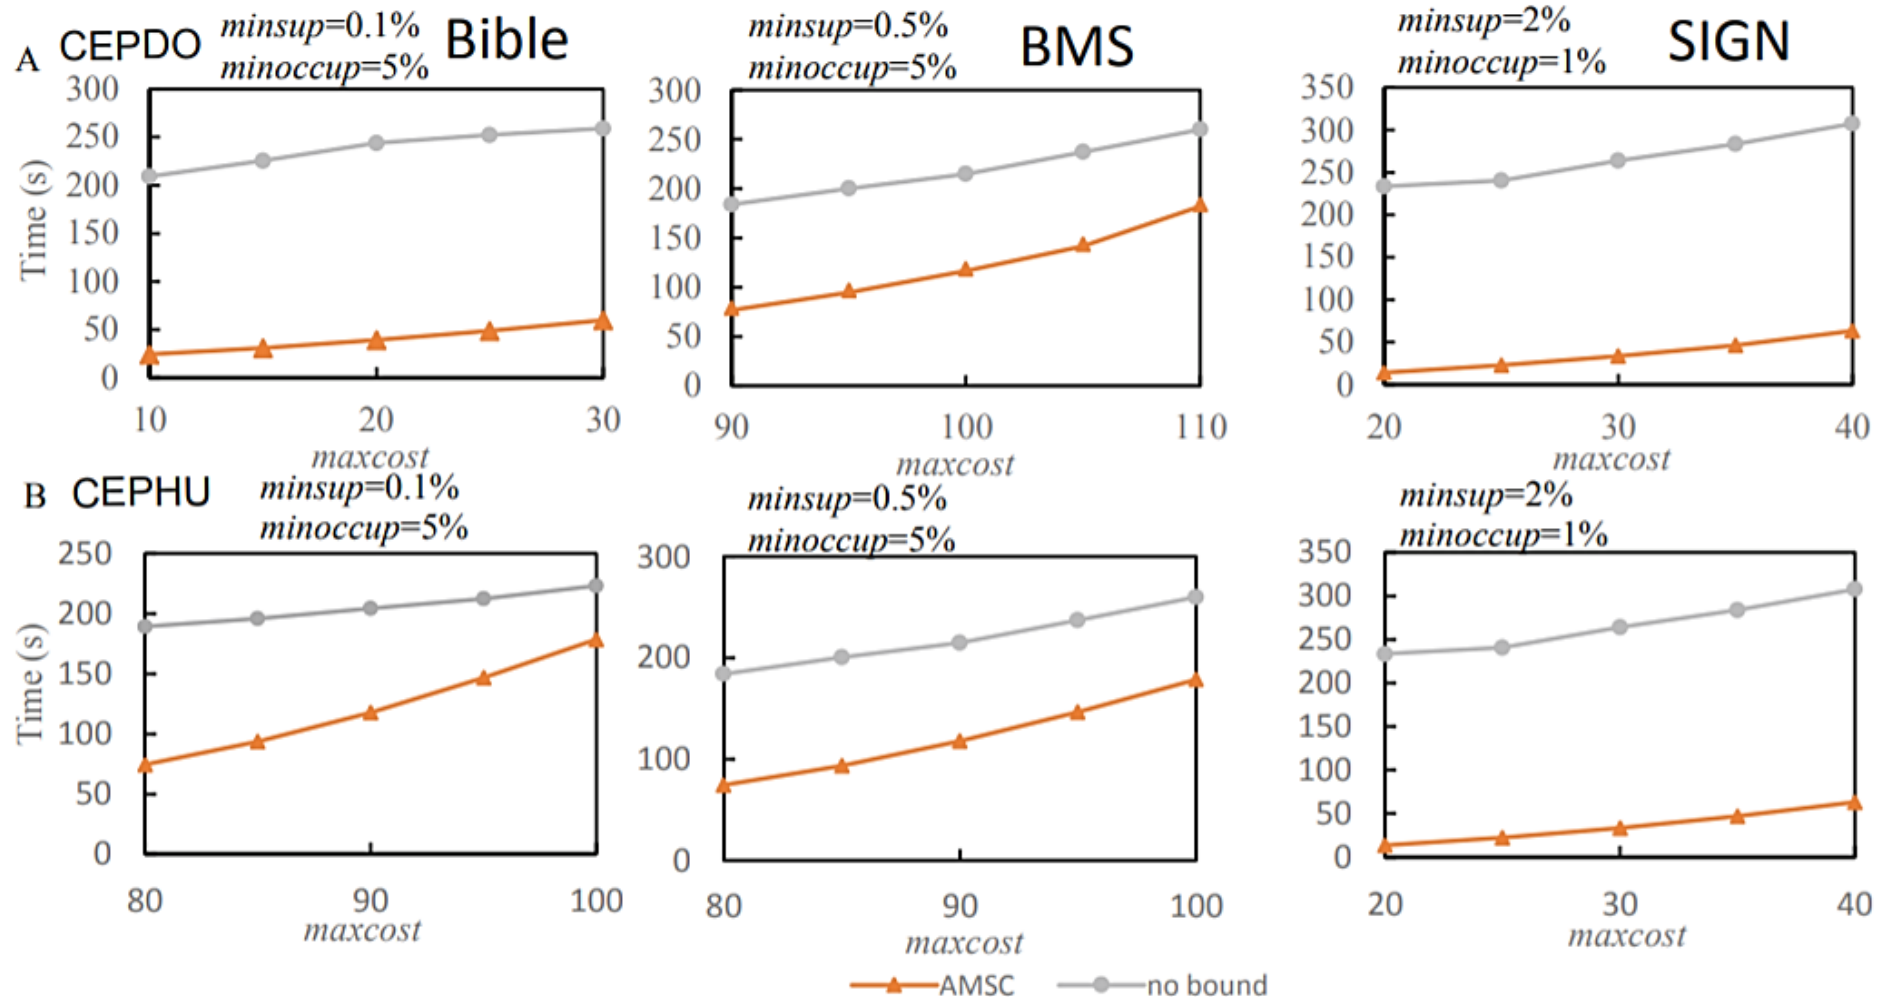 A CEPDO minsup=0.1% Bible
minoccup=5%
minsup=0.5% BMS
minoccup=5%
minsup=2% SIGN
minoccup=1%
Time (s)
300
250
200
150
100
50
0
10 20 30
maxcost
300
250
200
150
100
50
0
90 100 110
maxcost
350
300
250
200
150
100
50
0
20 30 40
maxcost
B CEPHU minsup=0.1%
minoccup=5%
minsup=0.5%
minoccup=5%
minsup=2%
minoccup=1%
Time (s)
250
200
150
100
50
0
80 90 100
maxcost
300
200
100
0
80 90 100
maxcost
350
300
250
200
150
100
50
0
20 30 40
maxcost
AMSC no bound